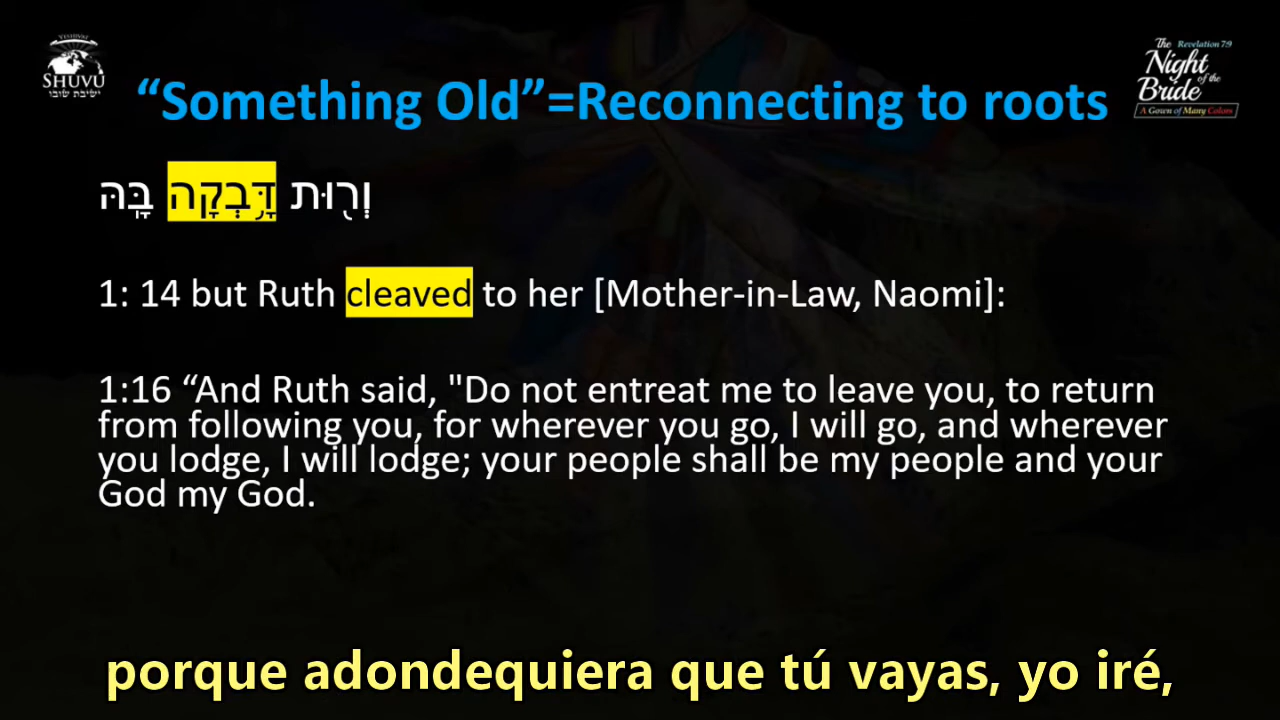 YESHIVAT
SHUVU
ישיבת שובו
The Revelation 7:9
Night
of the
Bride
A Gown of Many Colors
“Something Old”=Reconnecting to roots
וְר֖וּת דָּ֥בְקָה בָּֽהּ
1: 14 but Ruth cleaved to her [Mother-in-Law, Naomi]:
1:16 “And Ruth said, "Do not entreat me to leave you, to return
from following you, for wherever you go, I will go, and wherever
you lodge, I will lodge; your people shall be my people and your
God my God.
porque adondequiera que tú vayas, yo iré,